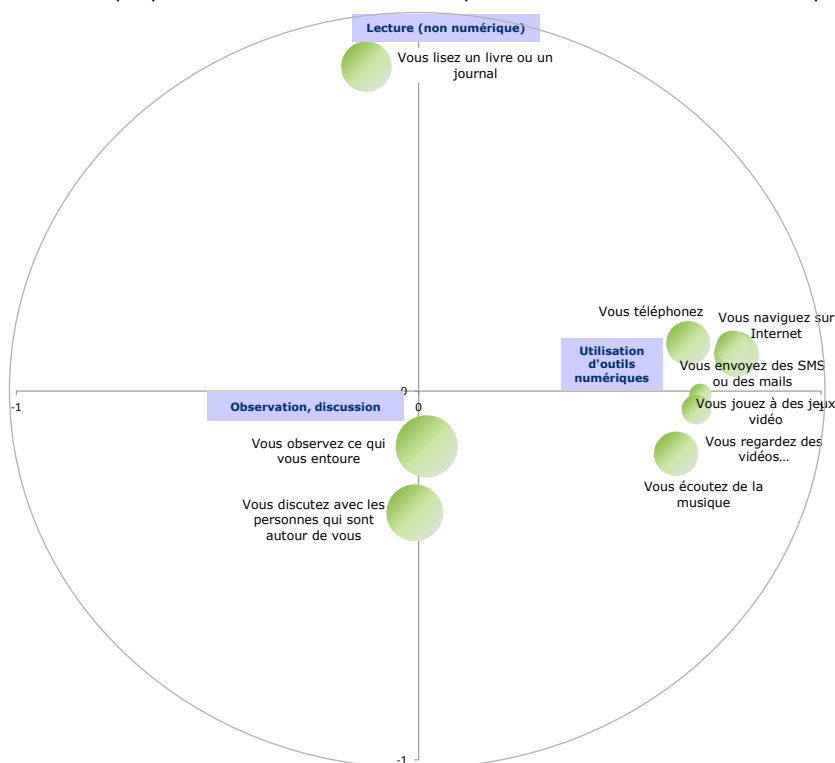 Lecture (non numérique)
Vous lisez un livre ou un
journal
Vous téléphonez
Vous naviguez sur
Internet
Utilisation
d'outils
numériques
Vous envoyez des SMS
ou des mails
-1
0
0
1
Observation, discussion
Vous jouez à des jeux
vidéo
Vous observez ce qui
vous entoure
Vous regardez des
vidéos...
Vous écoutez de la
musique
Vous discutez avec les
personnes qui sont
autour de vous
-1